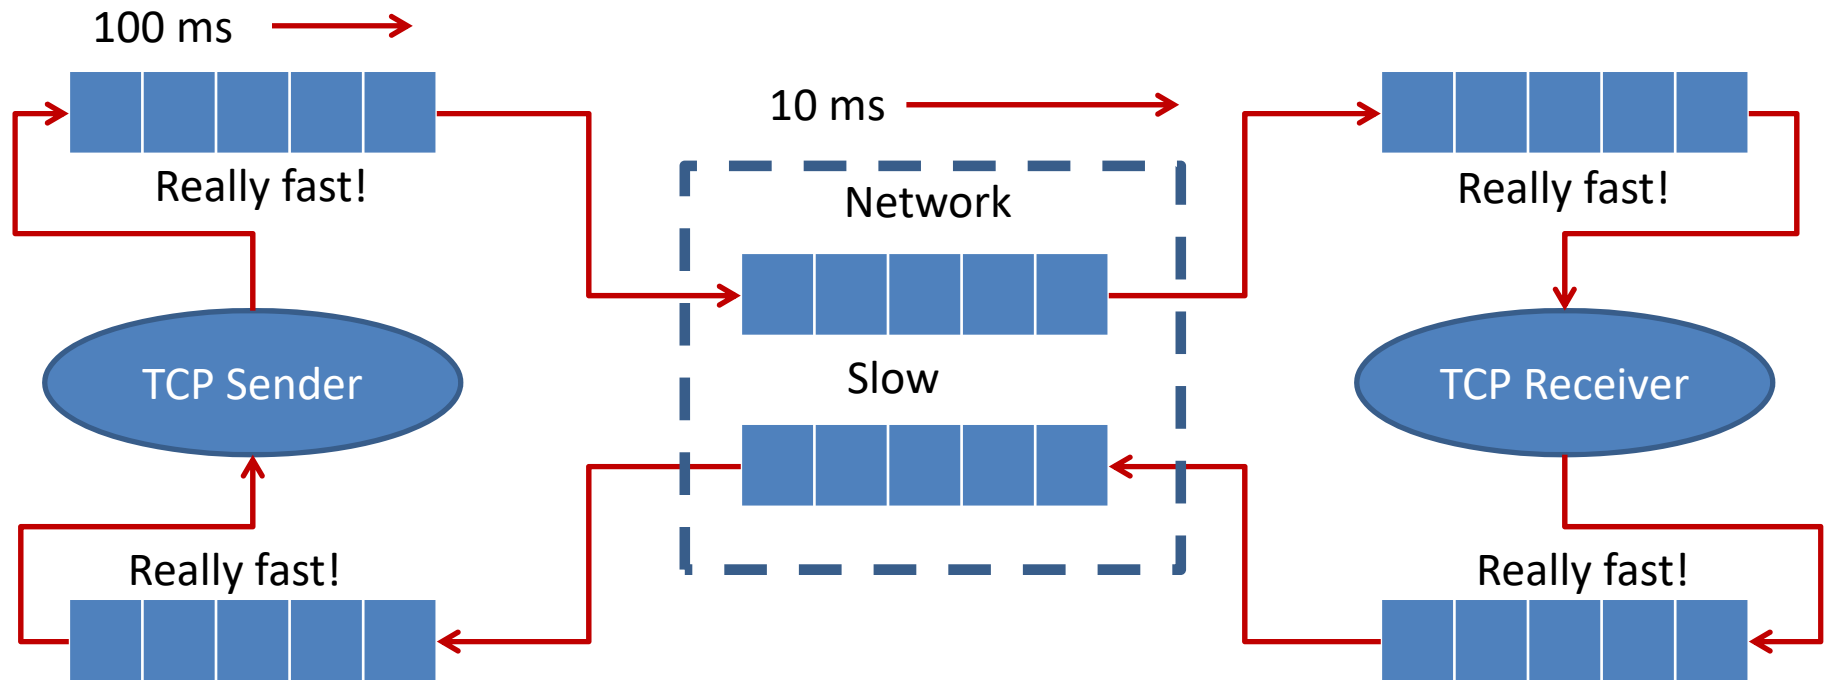 100 ms
10 ms
Really fast!
Network
Really fast!
TCP Sender
Slow
TCP Receiver
Really fast!
Really fast!